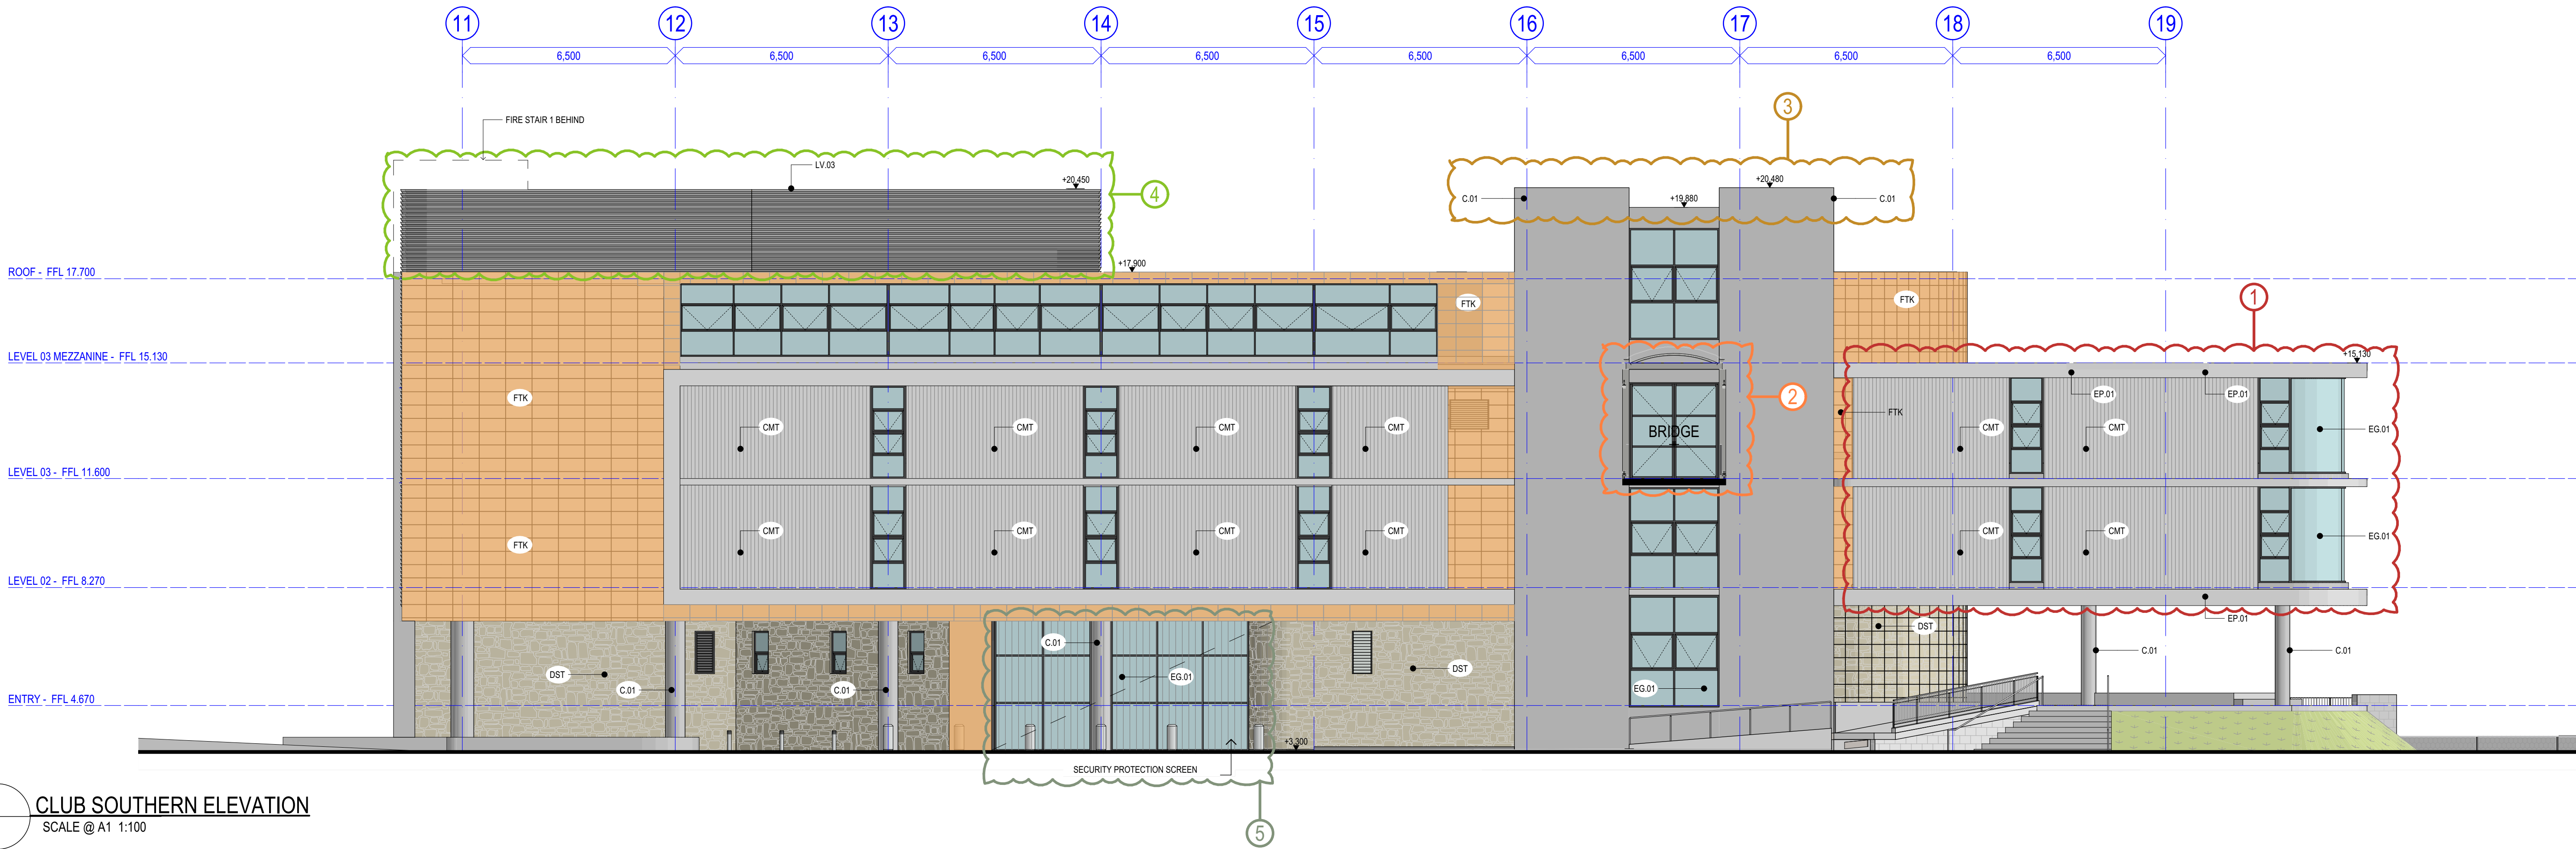 11 12 13 14 15 16 17 18 19
6,500 6,500 6,500 6,500 6,500 6,500 6,500 6,500
3
FIRE STAIR 1 BEHIND
LV.03
4
+20,450
+20,480
C.01
+19,880
C.01
ROOF - FFL 17.700
+17,900
FTK
FTK
1
LEVEL 03 MEZZANINE - FFL 15.130
+15,130
FTK
2
EP.01
EP.01
FTK
CMT
CMT
CMT
CMT
BRIDGE
CMT
CMT
EG.01
LEVEL 03 - FFL 11.600
FTK
CMT
CMT
CMT
CMT
CMT
CMT
EG.01
LEVEL 02 - FFL 8.270
EP.01
DST
C.01
C.01
C.01
DST
EG.01
DST
C.01
C.01
EG.01
ENTRY - FFL 4.670
+3,300
SECURITY PROTECTION SCREEN
5
CLUB SOUTHERN ELEVATION
SCALE @ A1 1:100